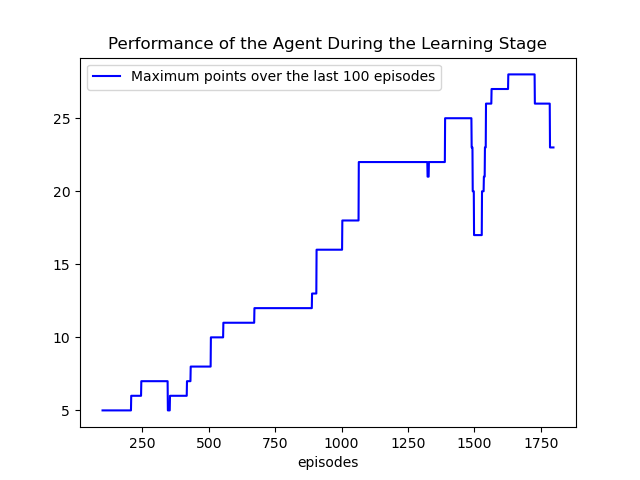 Performance of the Agent During the Learning Stage
Maximum points over the last 100 episodes
25
20
15
10
5
250 500 750 1000 1250 1500 1750
episodes